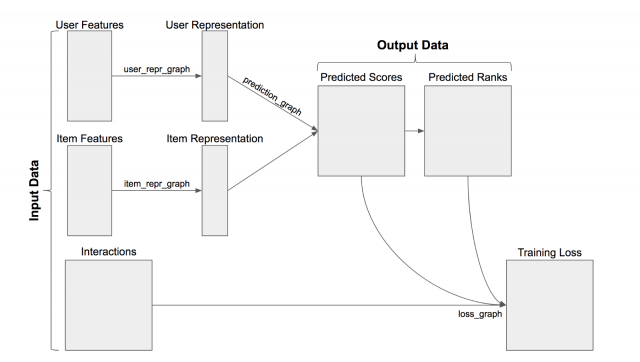 User Features
User Representation
Output Data
user_repr_graph
prediction_graph
Predicted Scores
Predicted Ranks
Item Features
Item Representation
item_repr_graph
Input Data
Interactions
Training Loss
loss_graph